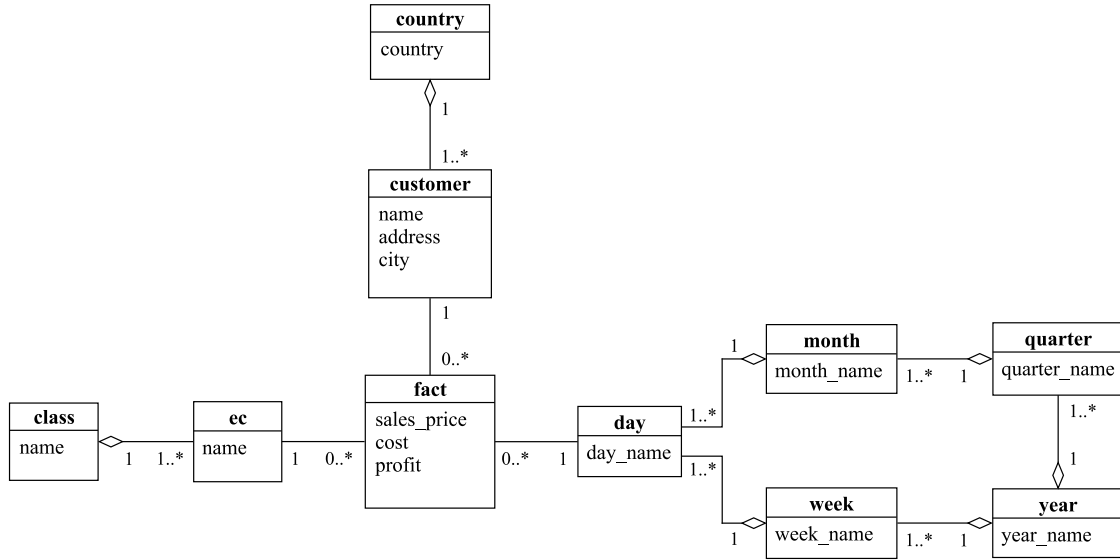 country
country
1
1..*
customer
name
address
city
1
0..*
fact
sales_price
cost
profit
class
name
1
1..*
ec
name
1
0..*
0..*
1
day
day_name
1..*
1..*
1
1
month
month_name
1..*
1
quarter
quarter_name
1..*
1
week
week_name
1..*
1
year
year_name